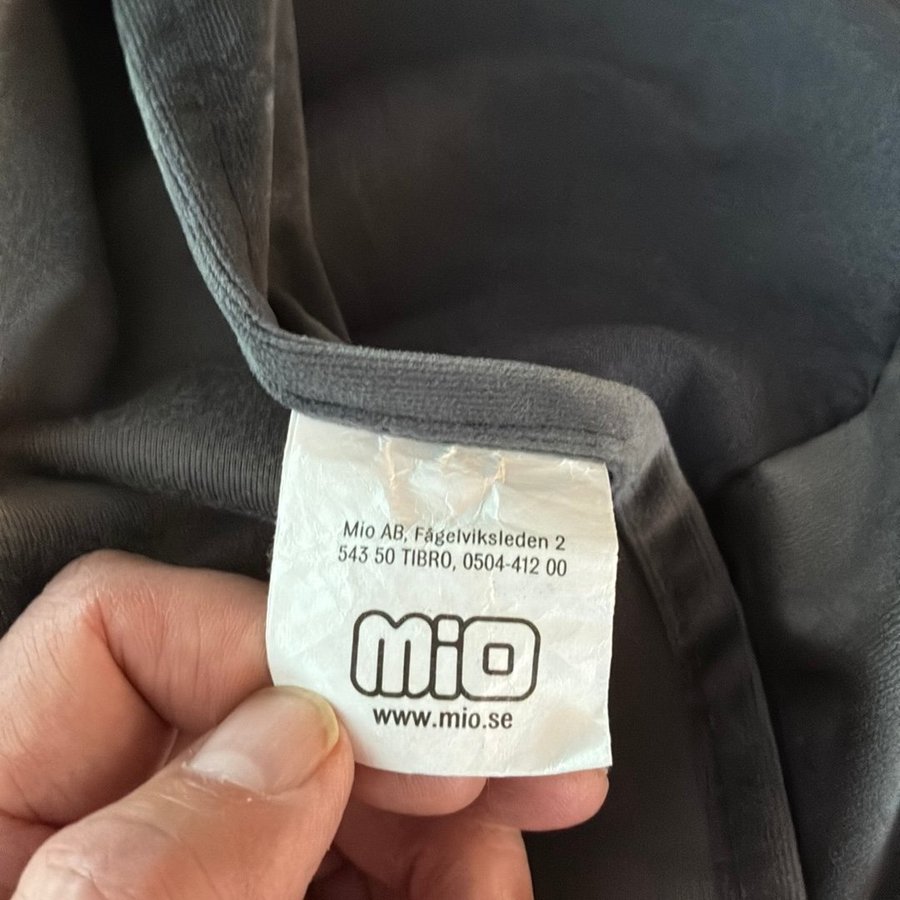 Mio AB, Fågelviksleden 2
543 50 TIBRO, 0504-412 00
MiO
www.mio.se